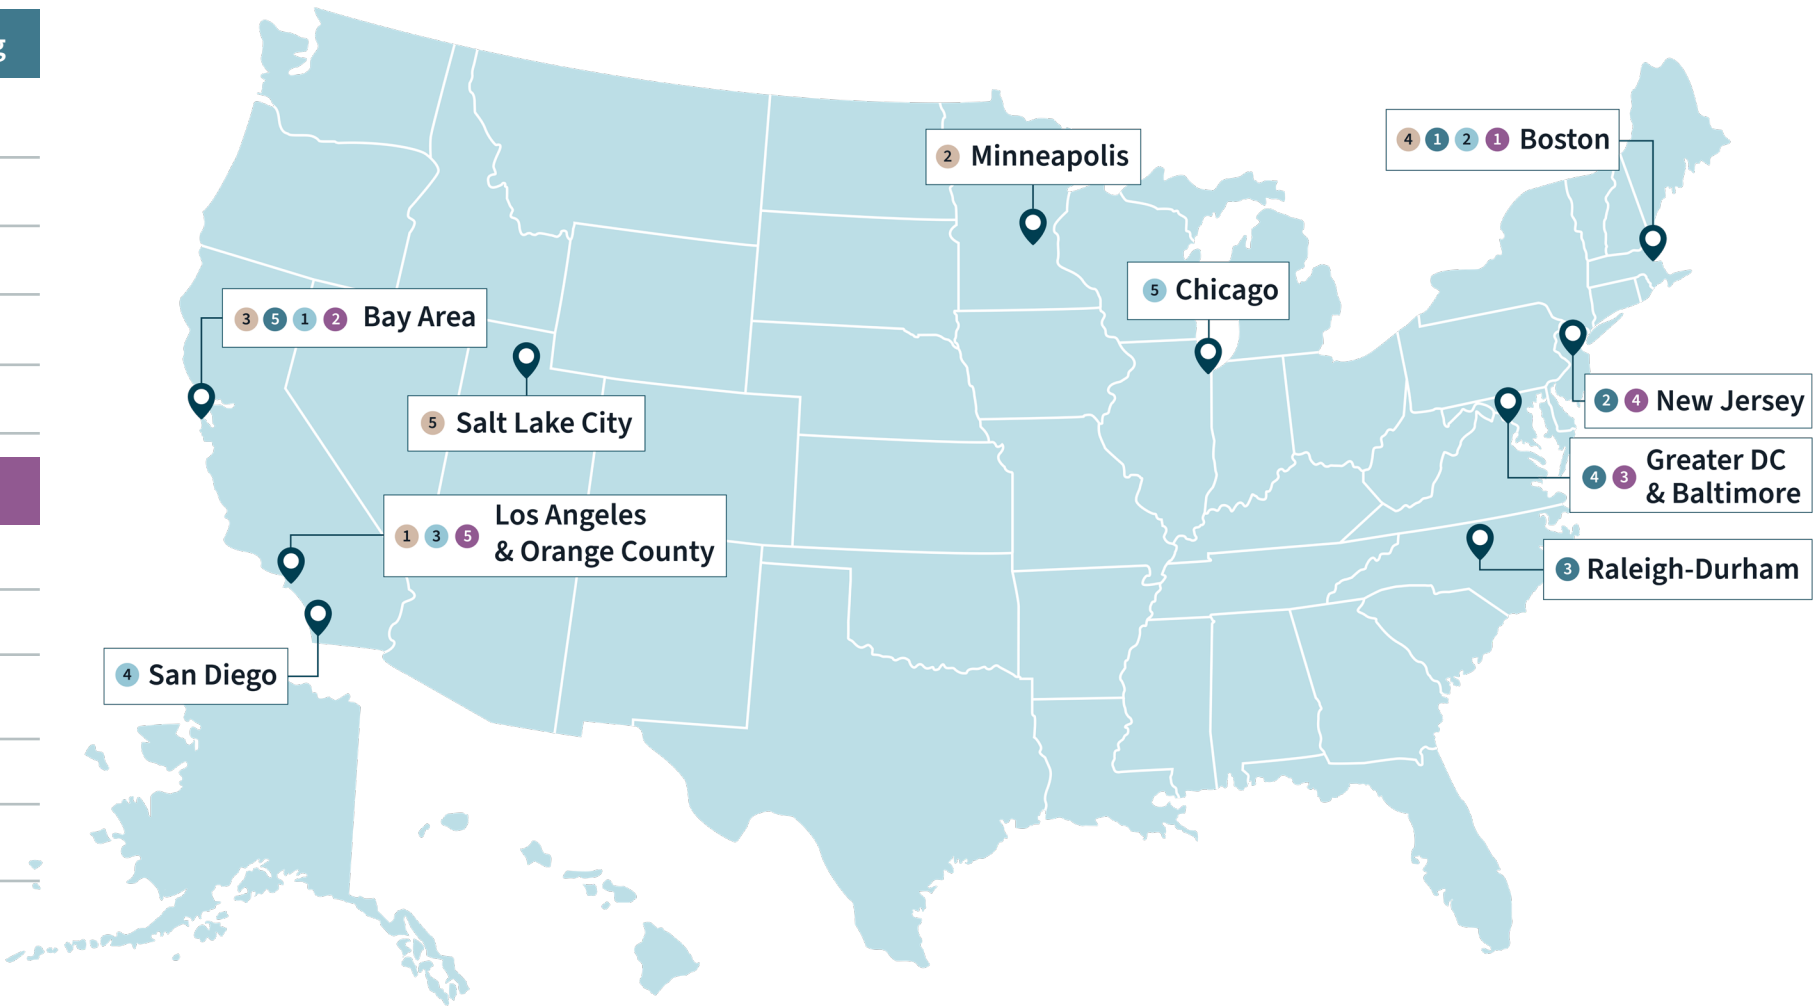 g
2 Minneapolis
4 1 2 1 Boston
5 Chicago
3 5 1 2 Bay Area
5 Salt Lake City
2 4 New Jersey
4 3 Greater DC
& Baltimore
1 3 5 Los Angeles
& Orange County
3 Raleigh-Durham
4 San Diego